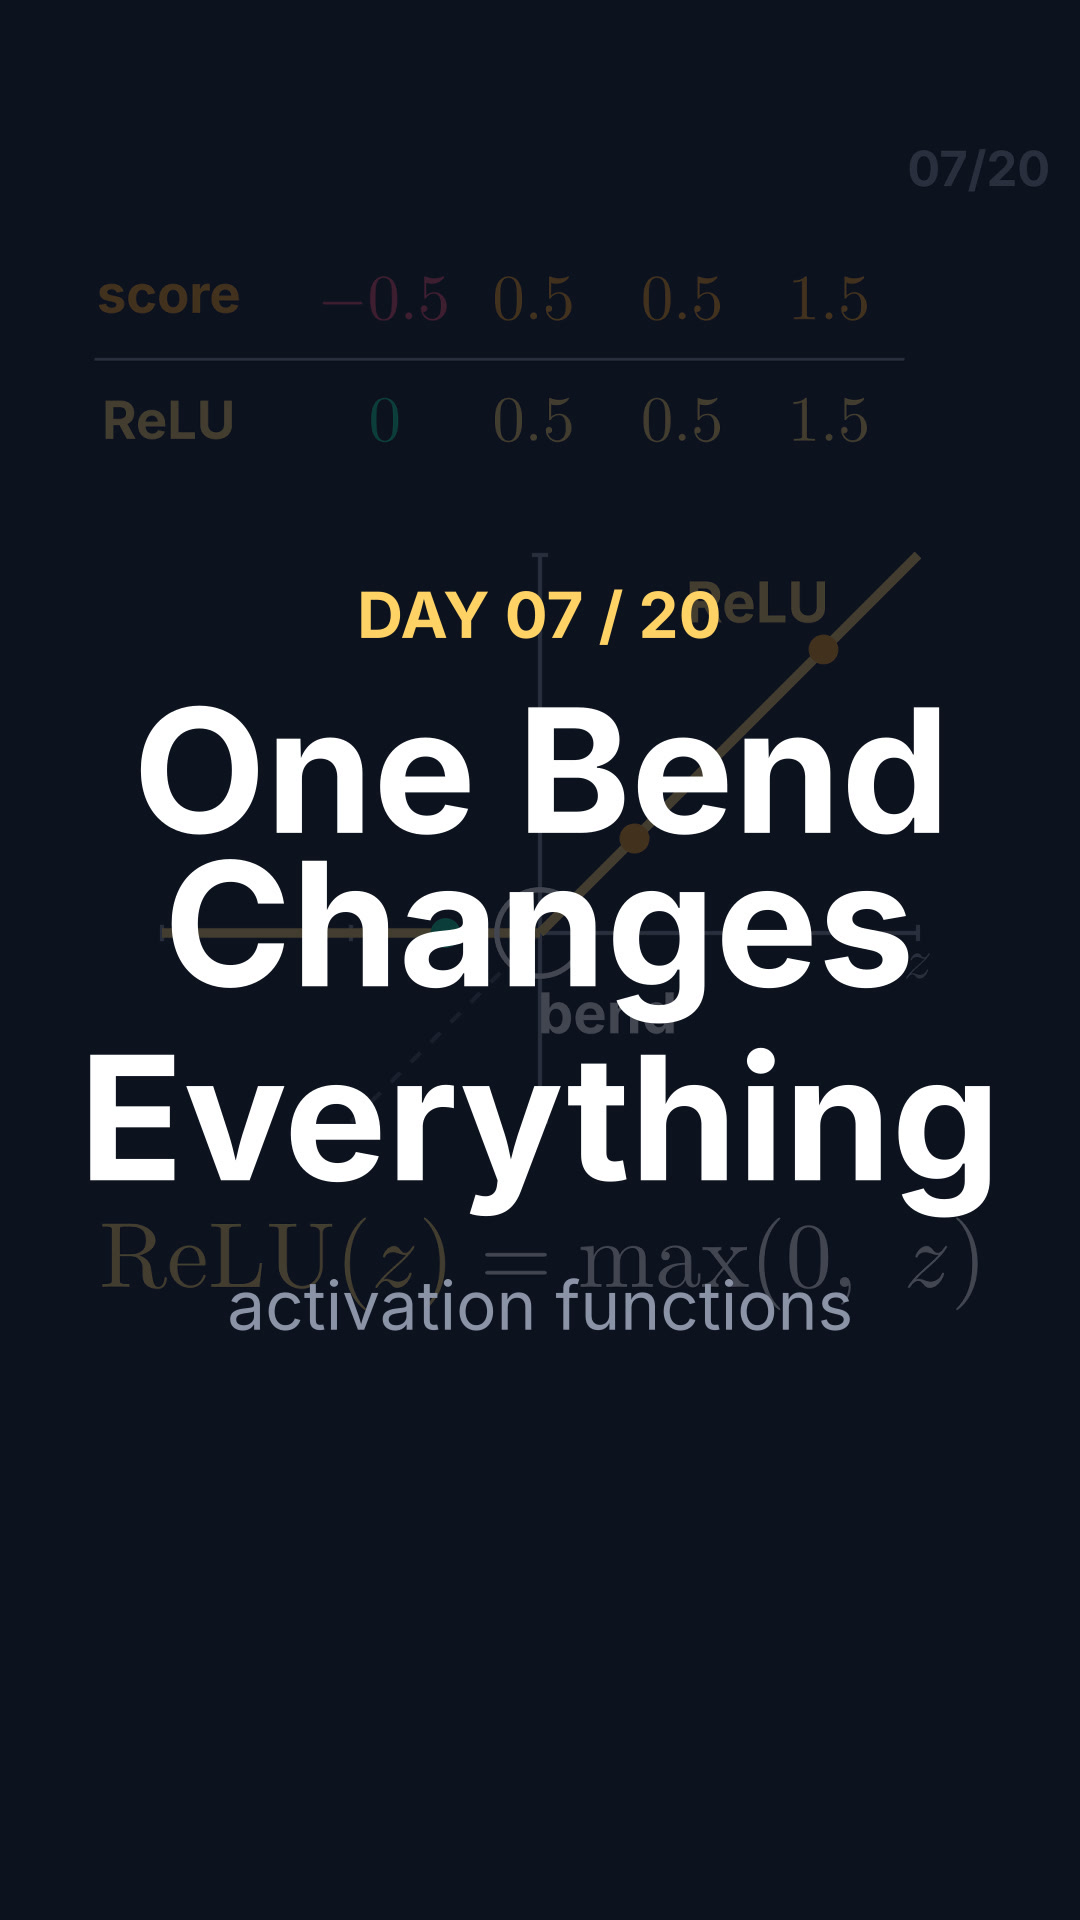 07/20
score −0.5 0.5 0.5 1.5
ReLU 0 0.5 0.5 1.5
ReLU
DAY 07 / 20
One Bend
Changes
z
bend
Everything
ReLU(z) = max(0, z)
activation functions